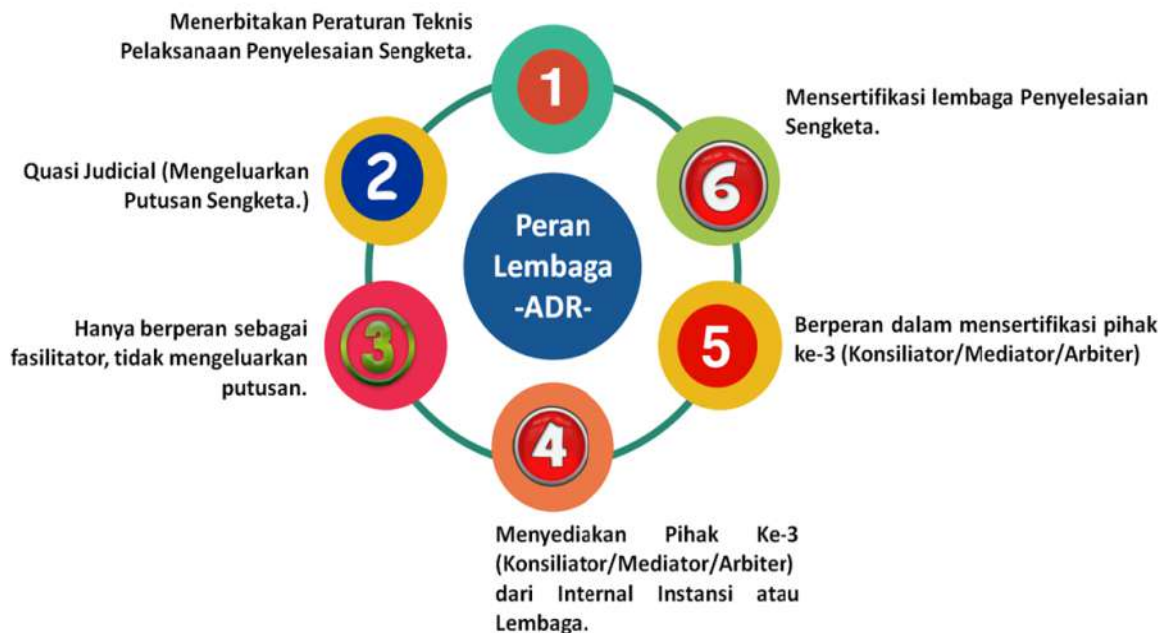 Menerbitakan Peraturan Teknis
Pelaksanaan Penyelesaian Sengketa.
1
Mensertifikasi lembaga Penyelesaian
Sengketa.
6
Quasi Judicial (Mengeluarkan
Putusan Sengketa.)
2
Peran
Lembaga
-ADR-
Hanya berperan sebagai
fasilitator, tidak mengeluarkan
putusan.
3
5
Berperan dalam mensertifikasi pihak
ke-3 (Konsiliator/Mediator/Arbiter)
4
Menyediakan Pihak Ke-3
(Konsiliator/Mediator/Arbiter)
dari Internal Instansi atau
Lembaga.